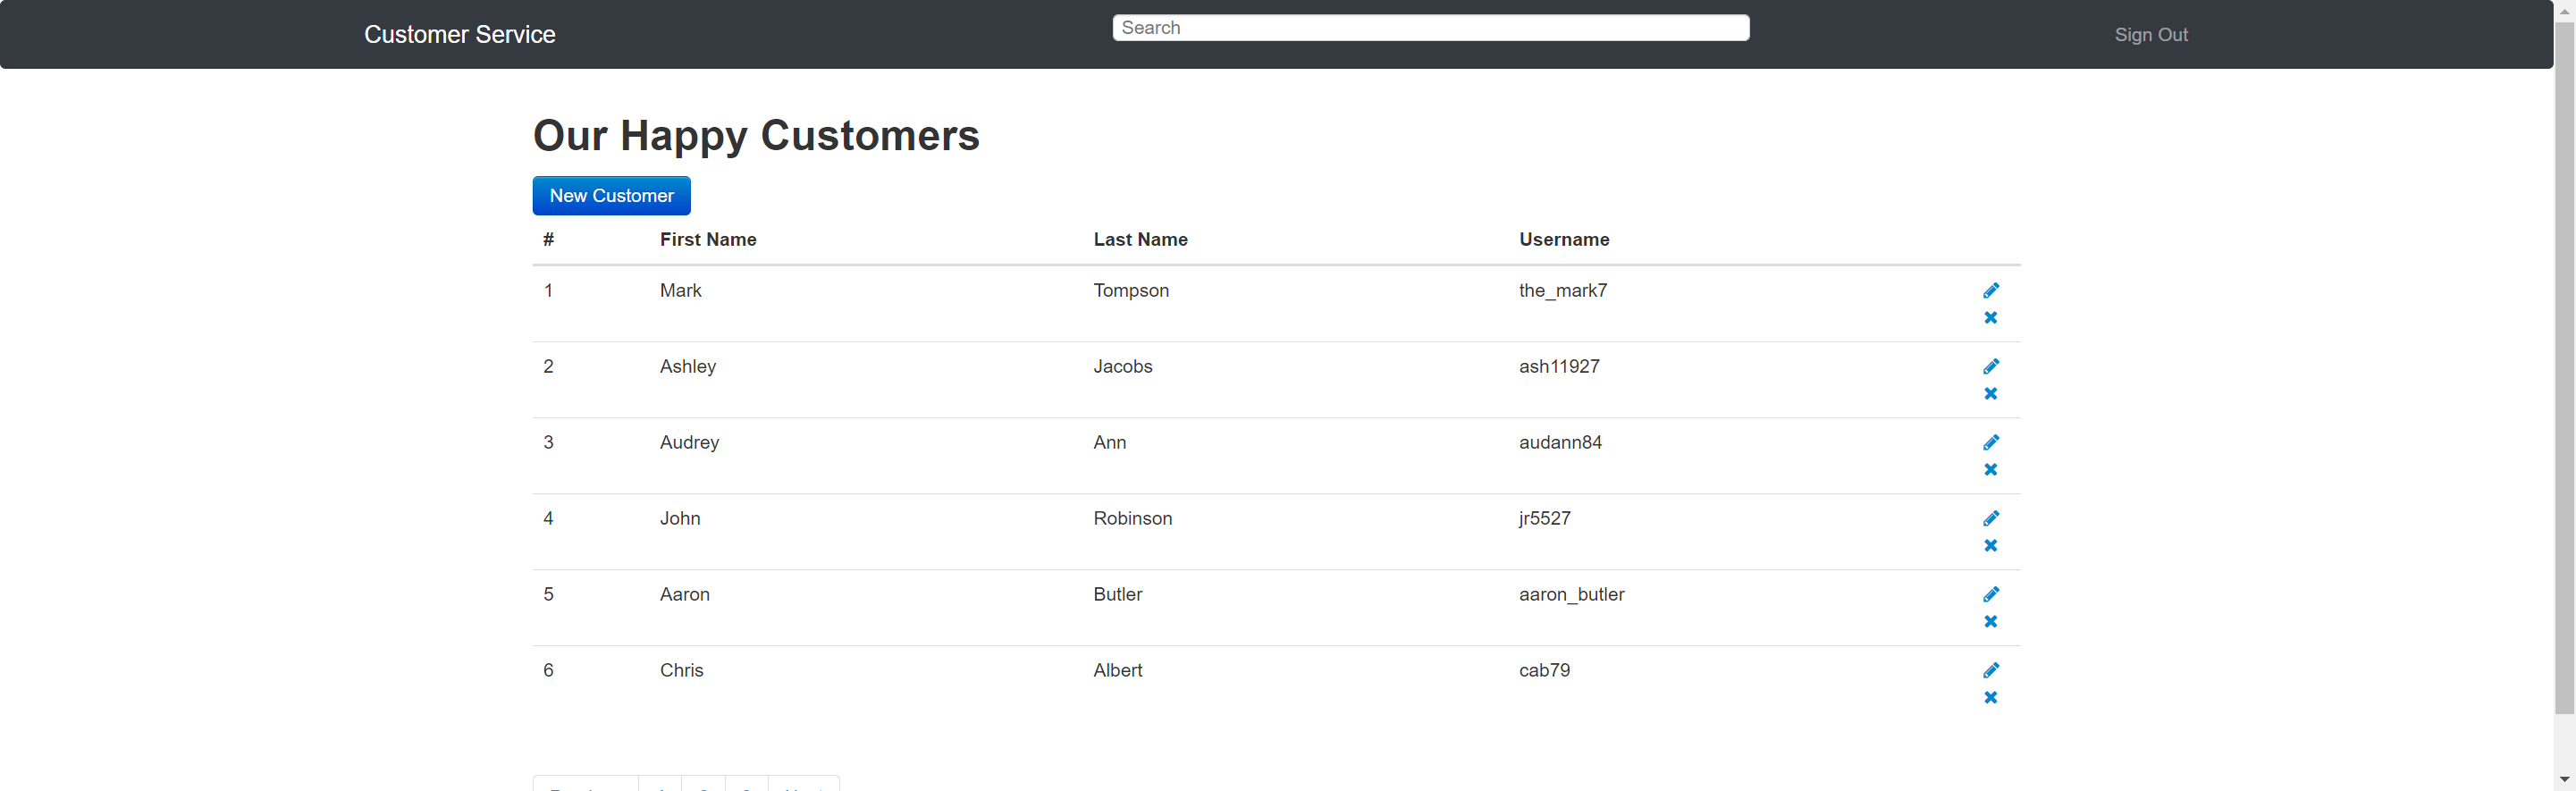 Customer Service
Search
Sign Out
Our Happy Customers
New Customer
# First Name Last Name Username
1 Mark Tompson the_mark7
2 Ashley Jacobs ash11927
3 Audrey Ann audann84
4 John Robinson jr5527
5 Aaron Butler aaron_butler
6 Chris Albert cab79